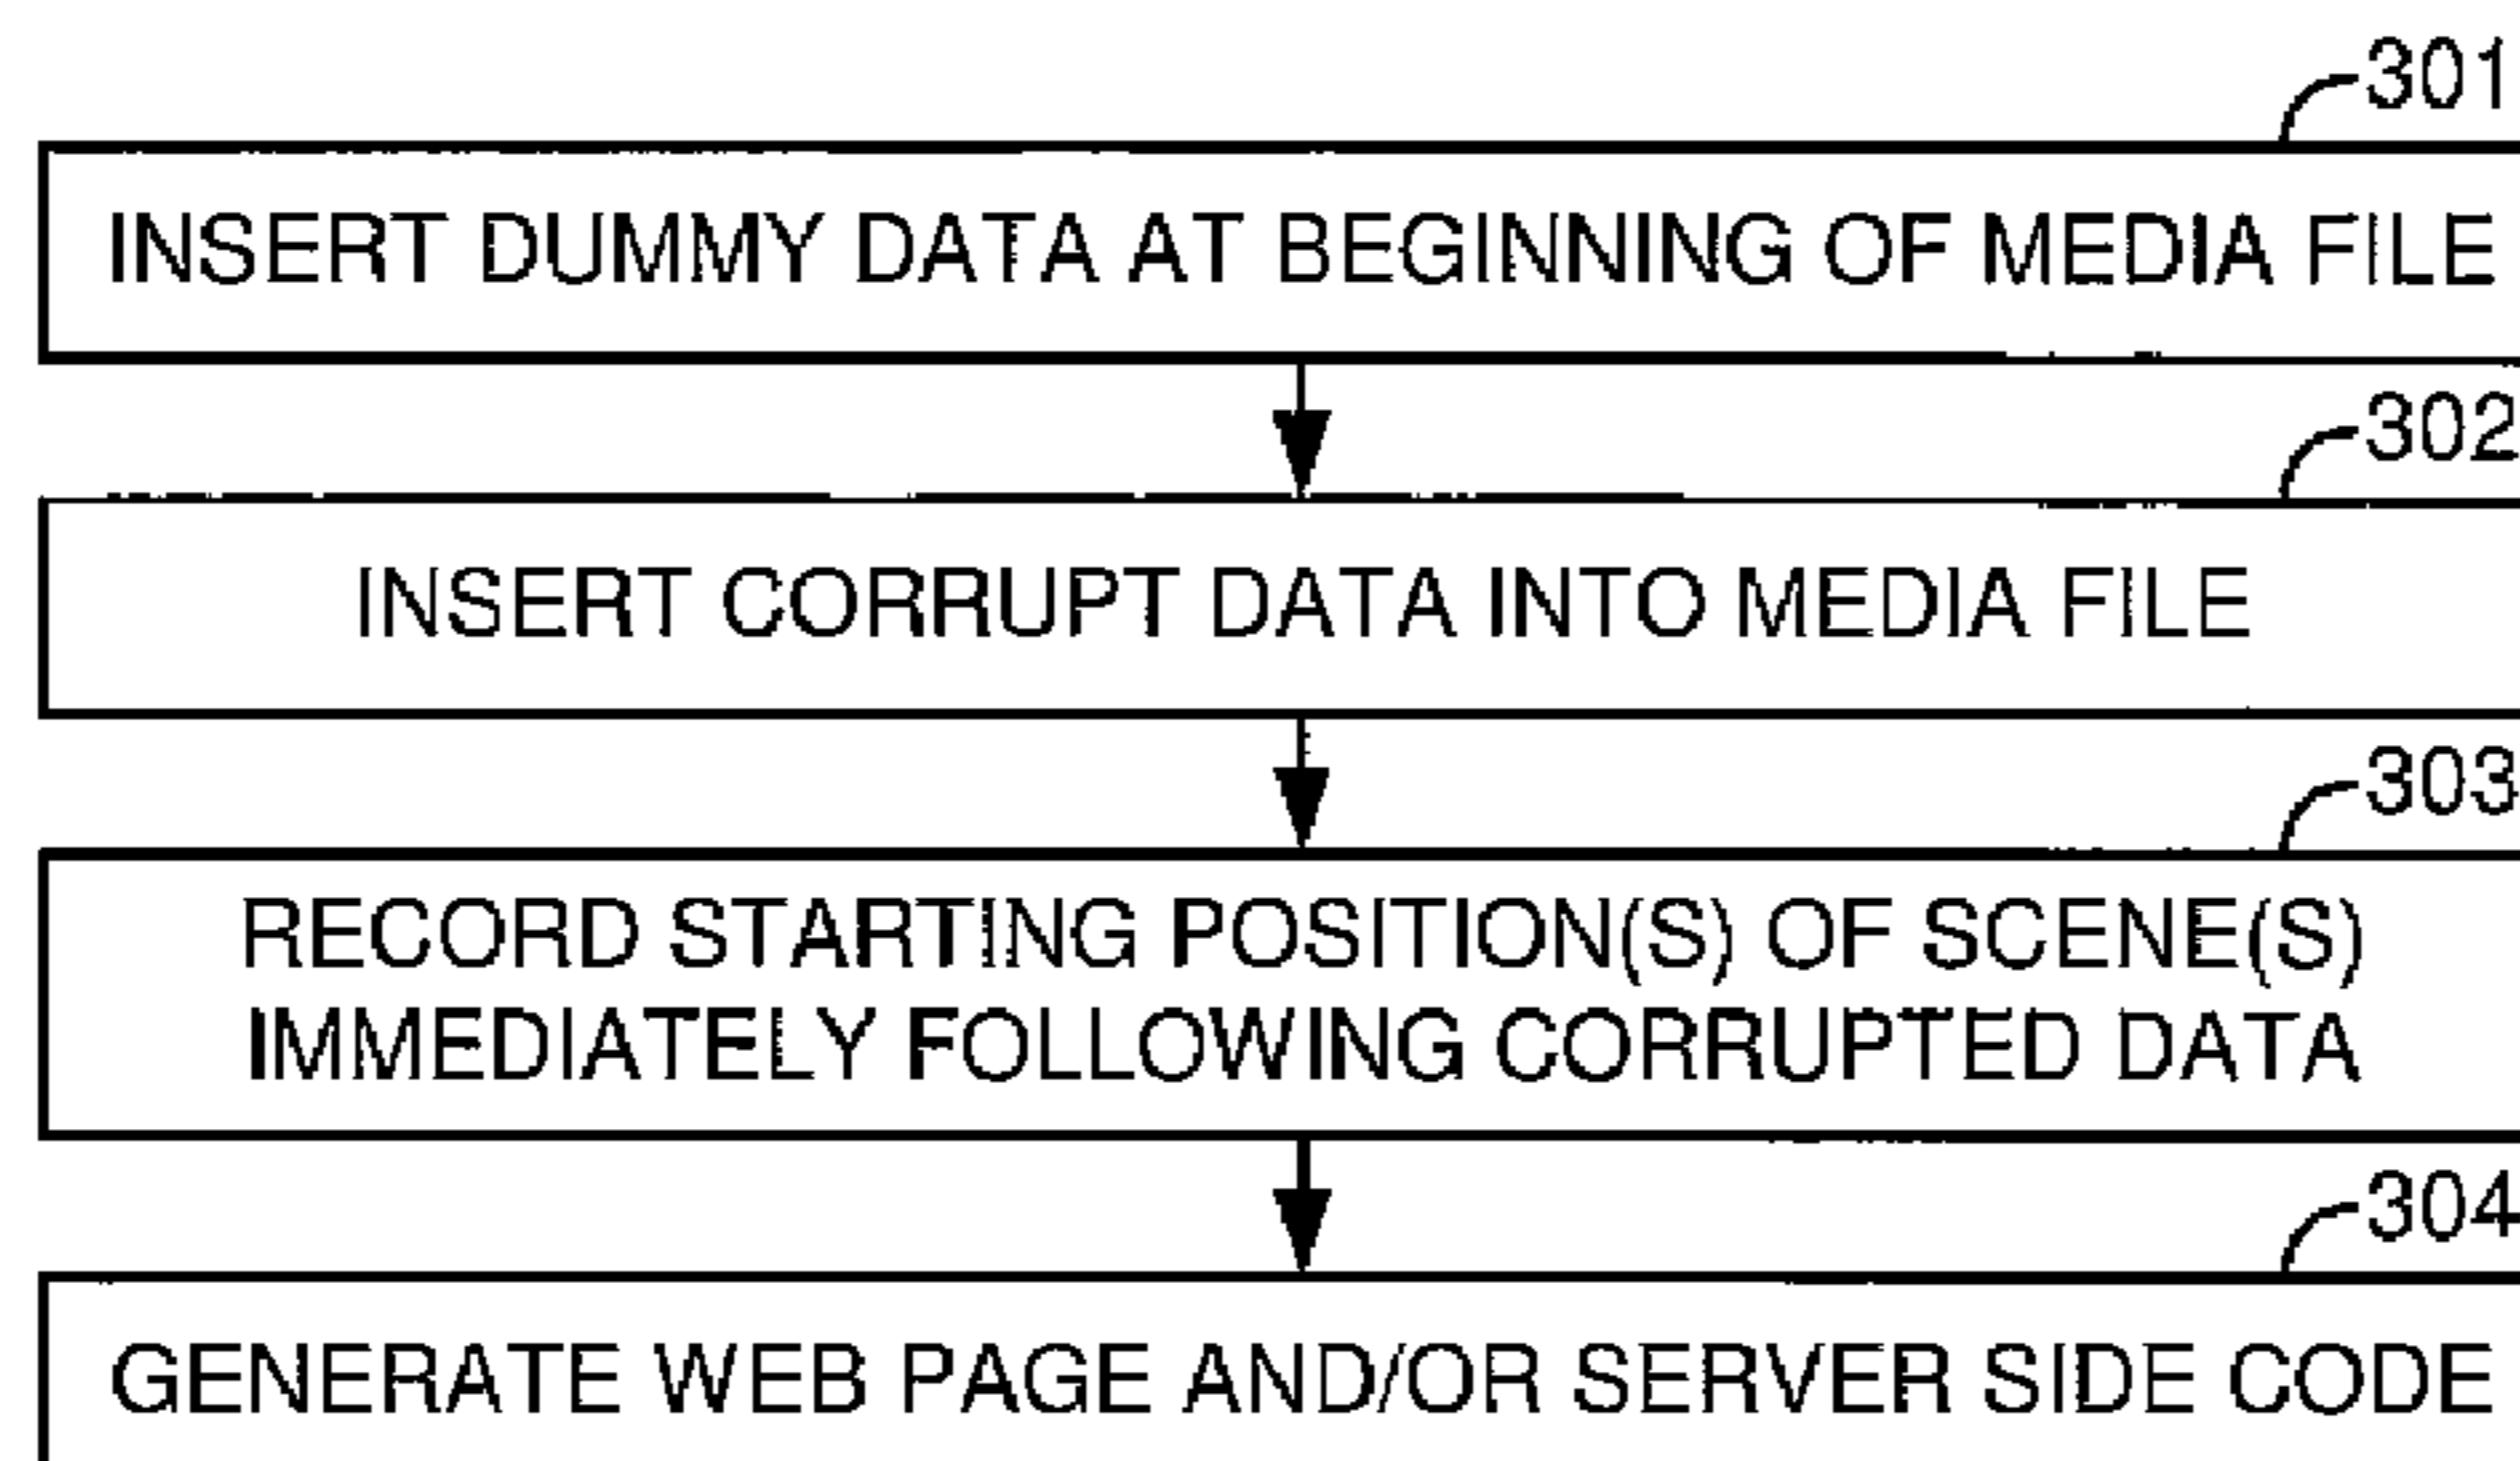 301
INSERT DUMMY DATA AT BEGINNING OF MEDIA FILE
302
INSERT CORRUPT DATA INTO MEDIA FILE
303
RECORD STARTING POSITION(S) OF SCENE(S)
IMMEDIATELY FOLLOWING CORRUPTED DATA
304
GENERATE WEB PAGE AND/OR SERVER SIDE CODE